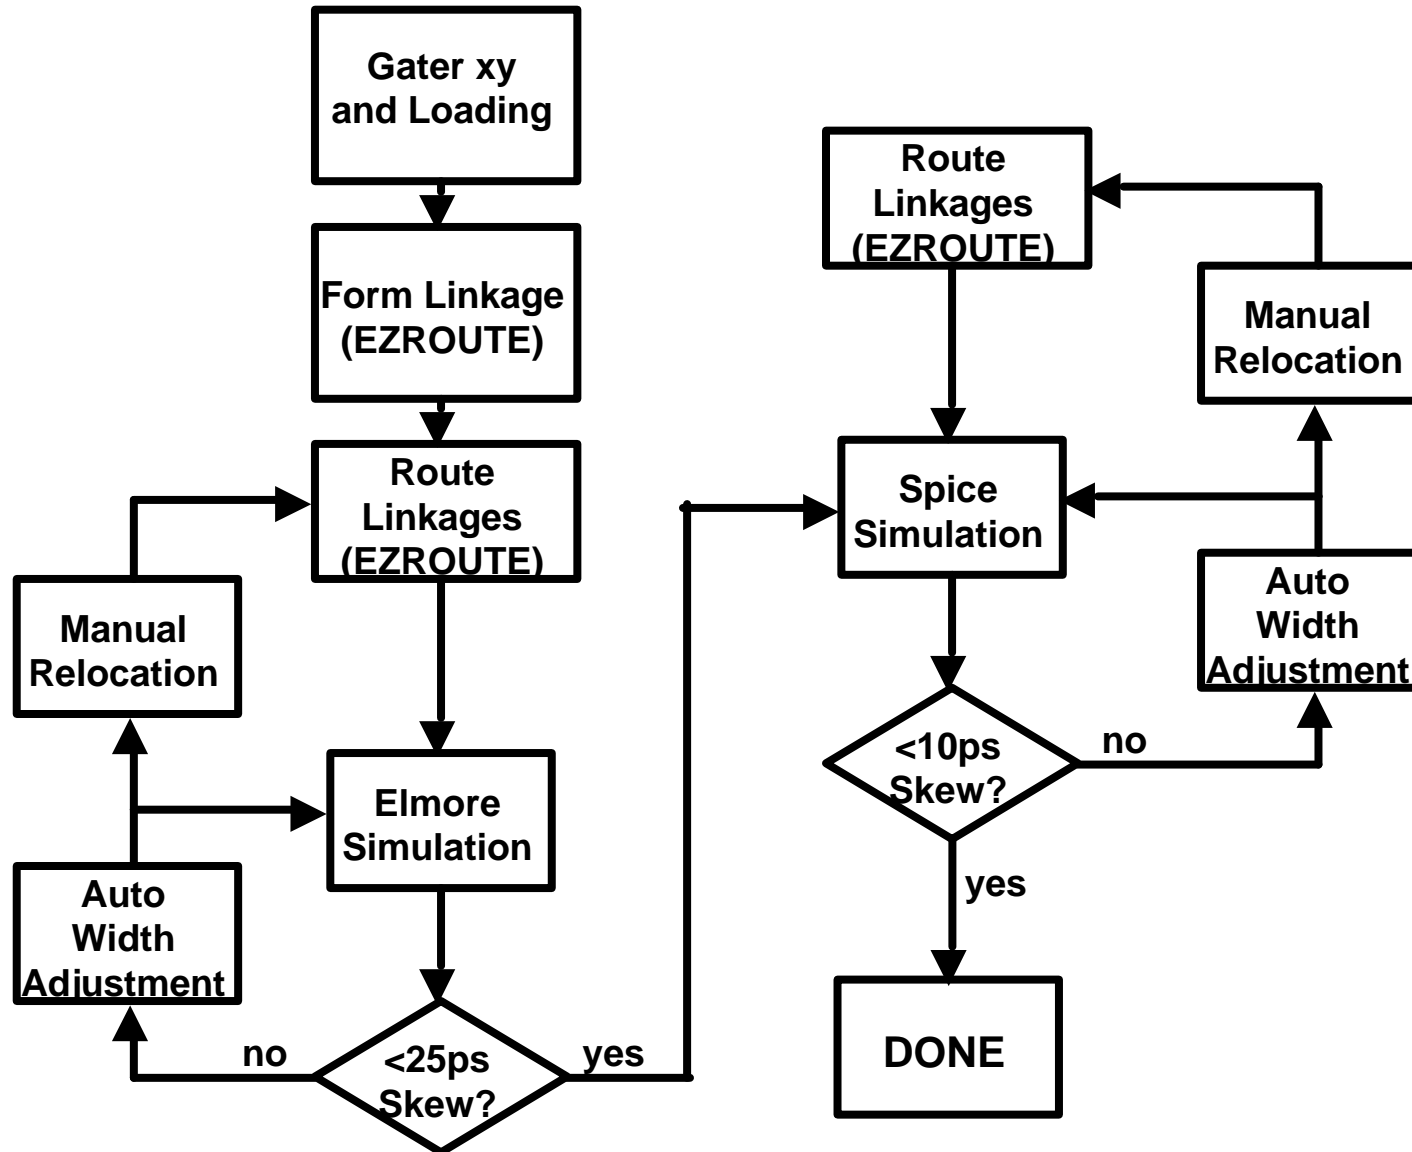 Gater xy
and Loading
Form Linkage
(EZROUTE)
Route
Linkages
(EZROUTE)
Manual
Relocation
Elmore
Simulation
Auto
Width
Adjustment
no
<25ps
Skew?
yes
Route
Linkages
(EZROUTE)
Manual
Relocation
Spice
Simulation
Auto
Width
Adjustment
<10ps
Skew?
no
yes
DONE